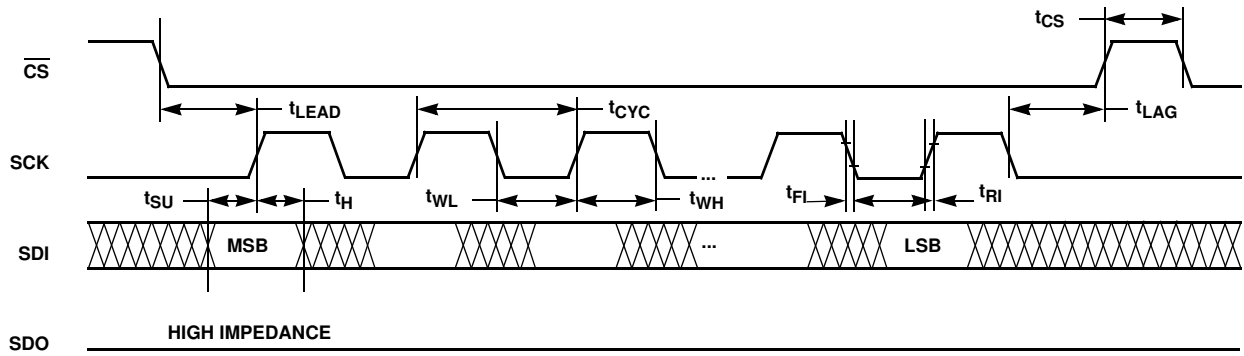 tCS
CS
tLEAD
tCYC
tLAG
SCK
...
tSU
tH
tWL
tWH
tFI
tRI
SDI
MSB
...
LSB
HIGH IMPEDANCE
SDO